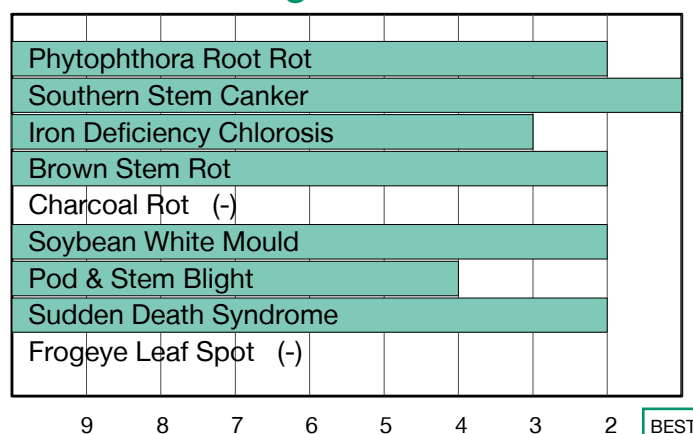 Phytophthora Root Rot
Southern Stem Canker
Iron Deficiency Chlorosis
Brown Stem Rot
Charcoal Rot (-)
Soybean White Mould
Pod & Stem Blight
Sudden Death Syndrome
Frogeye Leaf Spot (-)
9 8 7 6 5 4 3 2 BEST